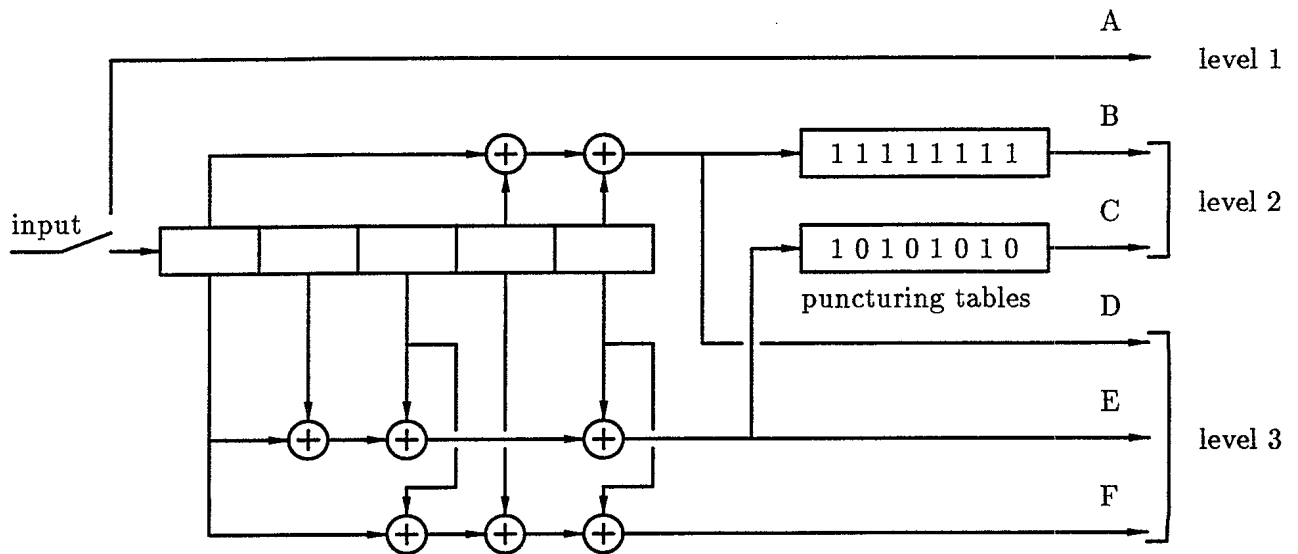 A
level 1
B
1 1 1 1 1 1 1 1
input
C
level 2
1 0 1 0 1 0 1 0
puncturing tables
D
E
level 3
F